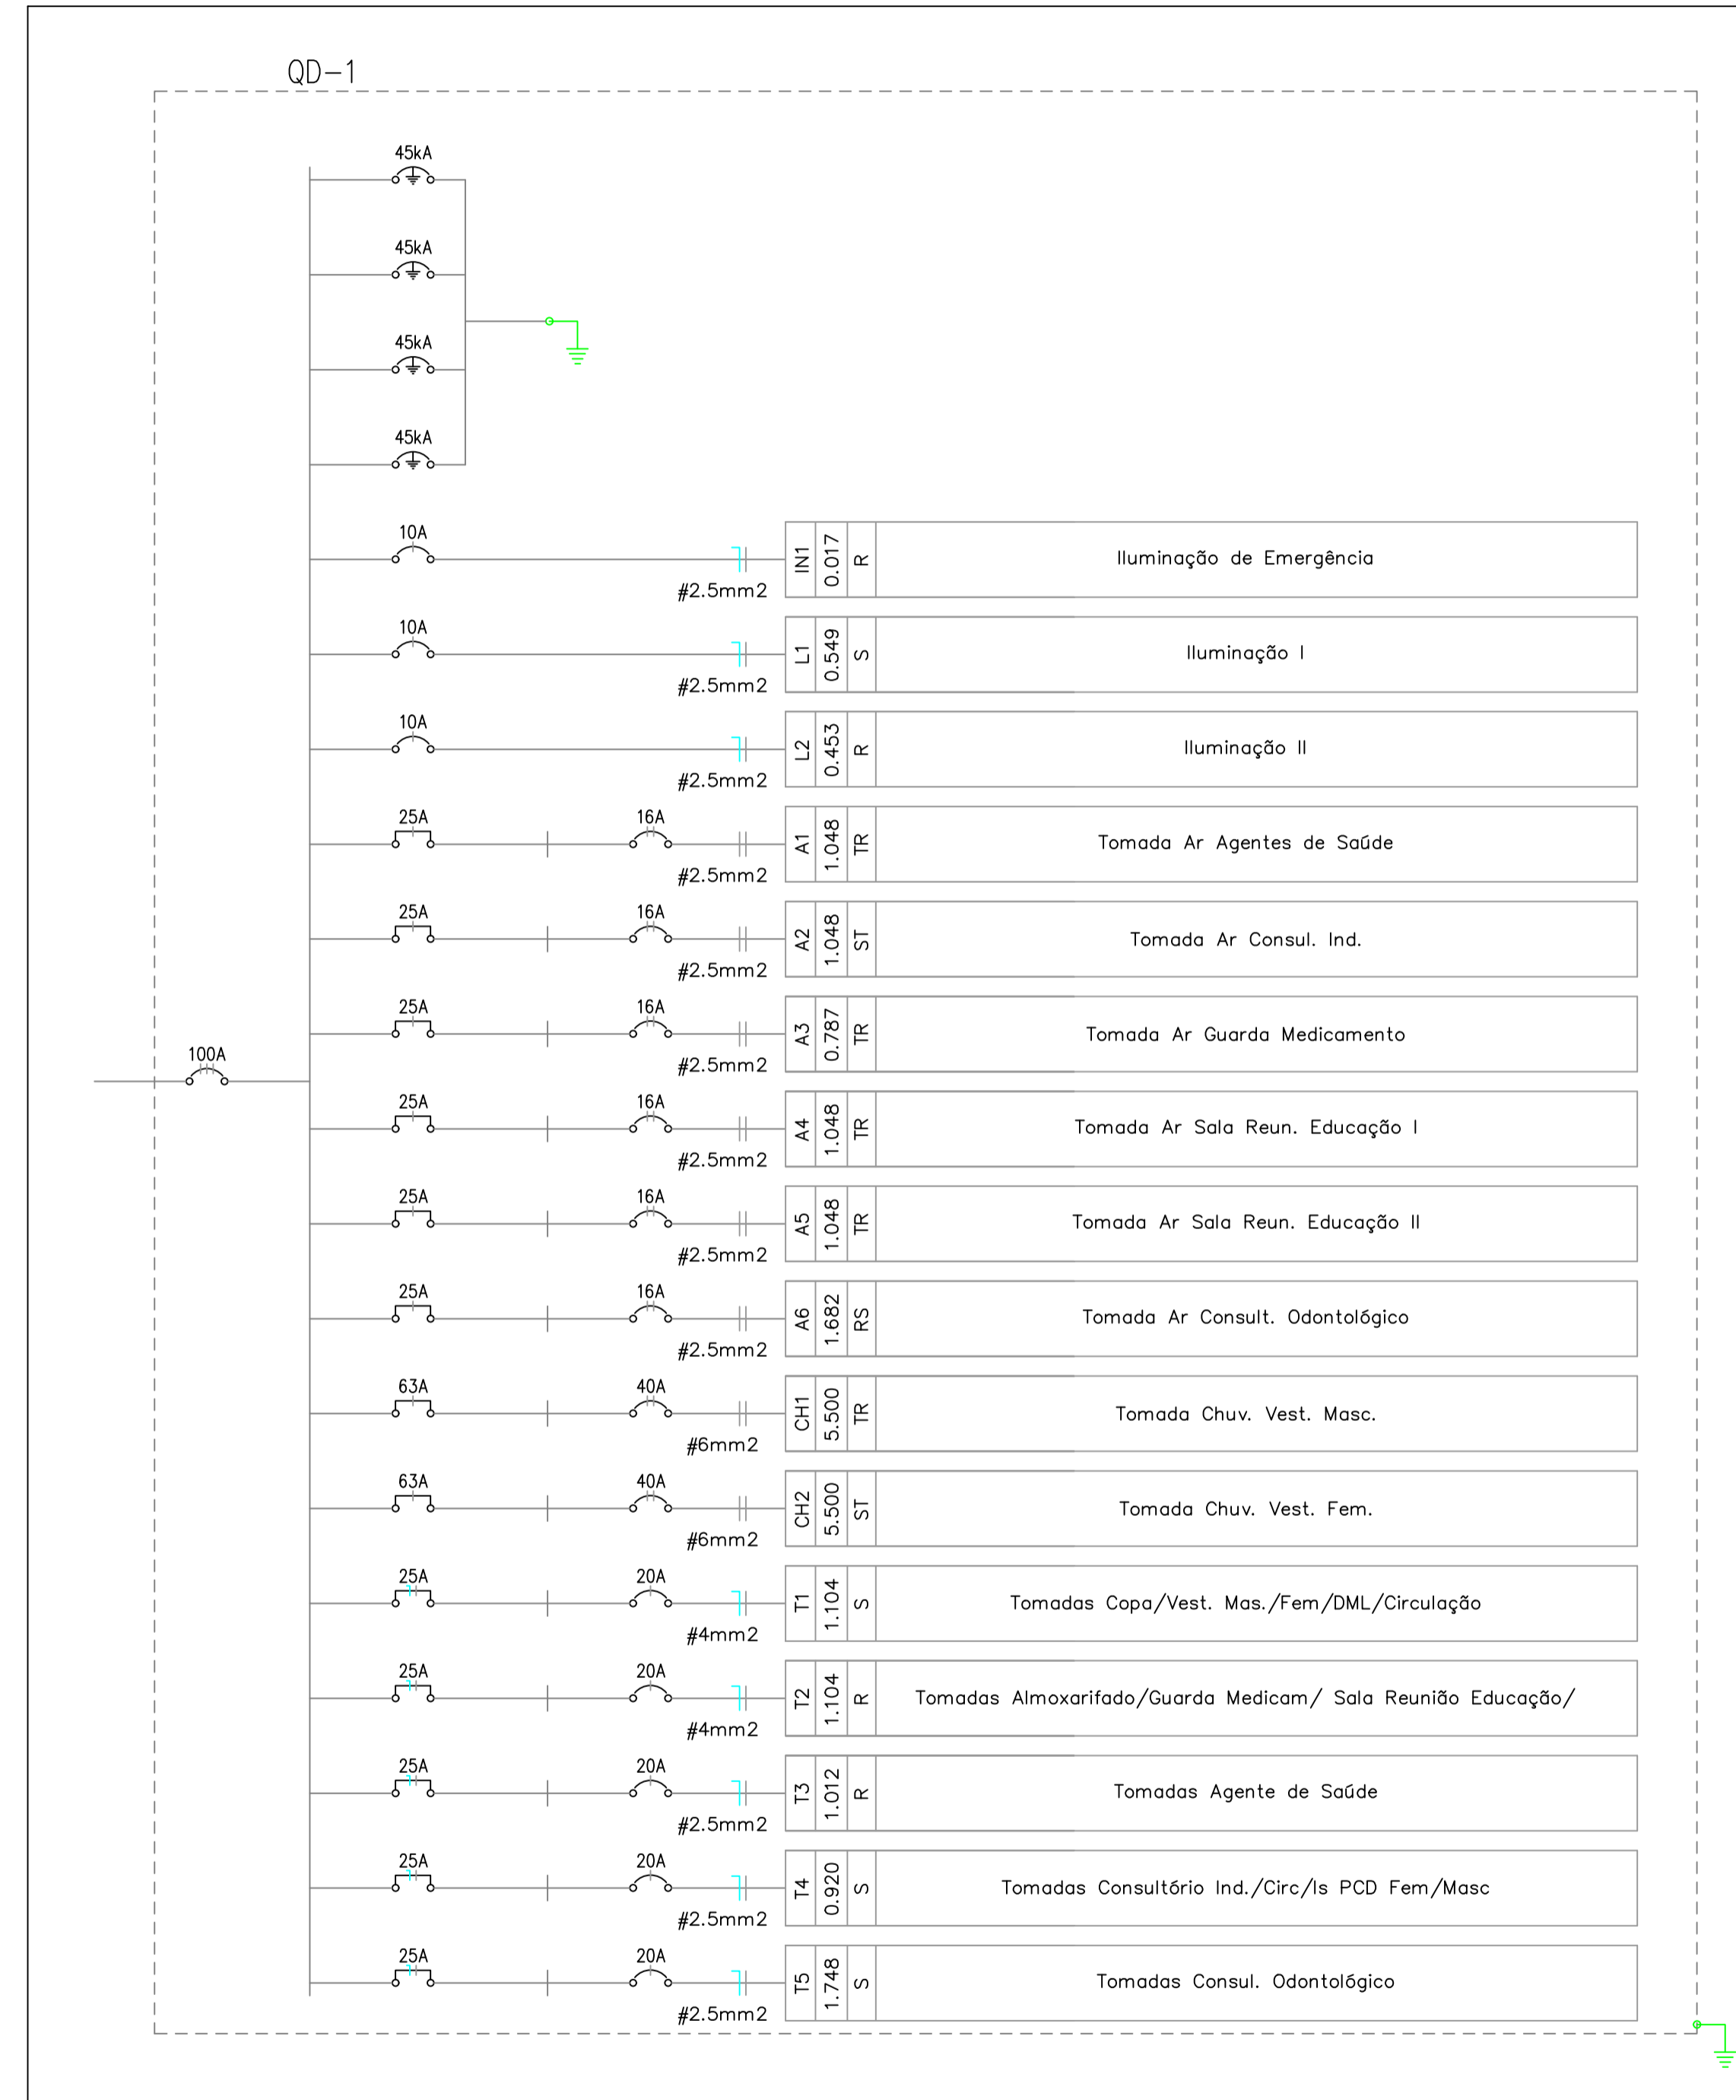 QD-1
45kA
45kA
45kA
45kA
10A
#2.5mm2
IN1
0.017
R
Iluminação de Emergência
10A
#2.5mm2
L1
0.549
S
Iluminação I
10A
#2.5mm2
L2
0.453
R
Iluminação II
25A
16A
#2.5mm2
A1
1.048
TR
Tomada Ar Agentes de Saúde
25A
16A
#2.5mm2
A2
1.048
ST
Tomada Ar Consul. Ind.
25A
16A
#2.5mm2
A3
0.787
TR
Tomada Ar Guarda Medicamento
100A
25A
16A
#2.5mm2
A4
1.048
TR
Tomada Ar Sala Reun. Educação I
25A
16A
#2.5mm2
A5
1.048
TR
Tomada Ar Sala Reun. Educação II
25A
16A
#2.5mm2
A6
1.682
RS
Tomada Ar Consult. Odontológico
63A
40A
#6mm2
CH1
5.500
TR
Tomada Chuv. Vest. Masc.
63A
40A
#6mm2
CH2
5.500
ST
Tomada Chuv. Vest. Fem.
25A
20A
#4mm2
T1
1.104
S
Tomadas Copa/Vest. Mas./Fem/DML/Circulação
25A
20A
#4mm2
T2
1.104
R
Tomadas Almoxarifado/Guarda Medicam/ Sala Reunião Educação/
25A
20A
#2.5mm2
T3
1.012
R
Tomadas Agente de Saúde
25A
20A
#2.5mm2
T4
0.920
S
Tomadas Consultório Ind./Circ/Is PCD Fem/Masc
25A
20A
#2.5mm2
T5
1.748
S
Tomadas Consul. Odontológico